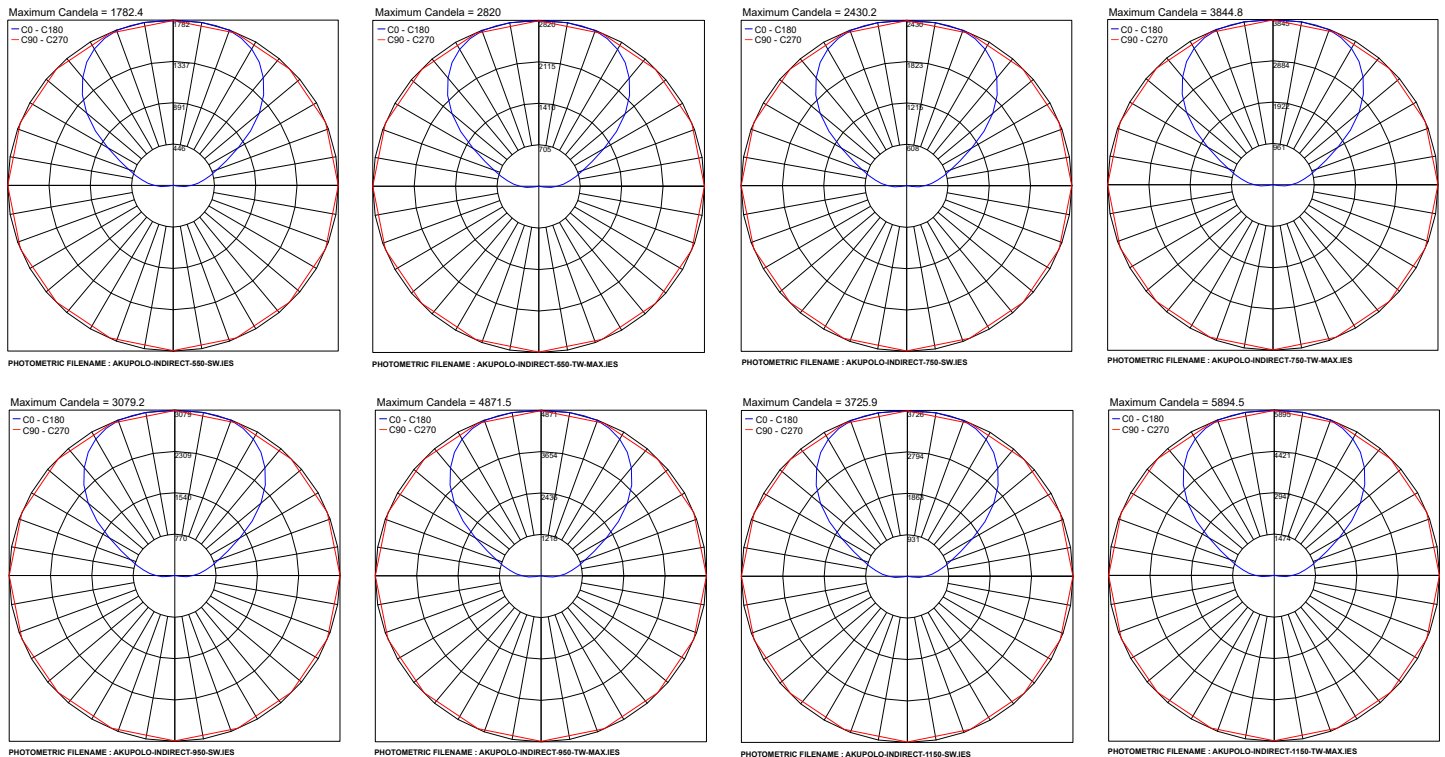 Maximum Candela = 1782.4
C0 - C180
C90 - C270
1782
1337
891
446
PHOTOMETRIC FILENAME : AKUPOLO-INDIRECT-550-SW.IES
Maximum Candela = 2820
C0 - C180
C90 - C270
2820
2115
1410
705
PHOTOMETRIC FILENAME : AKUPOLO-INDIRECT-550-TW-MAX.IES
Maximum Candela = 2430.2
C0 - C180
C90 - C270
2430
1823
1215
608
PHOTOMETRIC FILENAME : AKUPOLO-INDIRECT-750-SW.IES
Maximum Candela = 3844.8
C0 - C180
C90 - C270
3845
2884
1922
961
PHOTOMETRIC FILENAME : AKUPOLO-INDIRECT-750-TW-MAX.IES
Maximum Candela = 3079.2
C0 - C180
C90 - C270
3079
2309
1540
770
PHOTOMETRIC FILENAME : AKUPOLO-INDIRECT-950-SW.IES
Maximum Candela = 4871.5
C0 - C180
C90 - C270
4871
3654
2436
1218
PHOTOMETRIC FILENAME : AKUPOLO-INDIRECT-950-TW-MAX.IES
Maximum Candela = 3725.9
C0 - C180
C90 - C270
3726
2794
1863
931
PHOTOMETRIC FILENAME : AKUPOLO-INDIRECT-1150-SW.IES
Maximum Candela = 5894.5
C0 - C180
C90 - C270
5895
4421
2947
1474
PHOTOMETRIC FILENAME : AKUPOLO-INDIRECT-1150-TW-MAX.IES